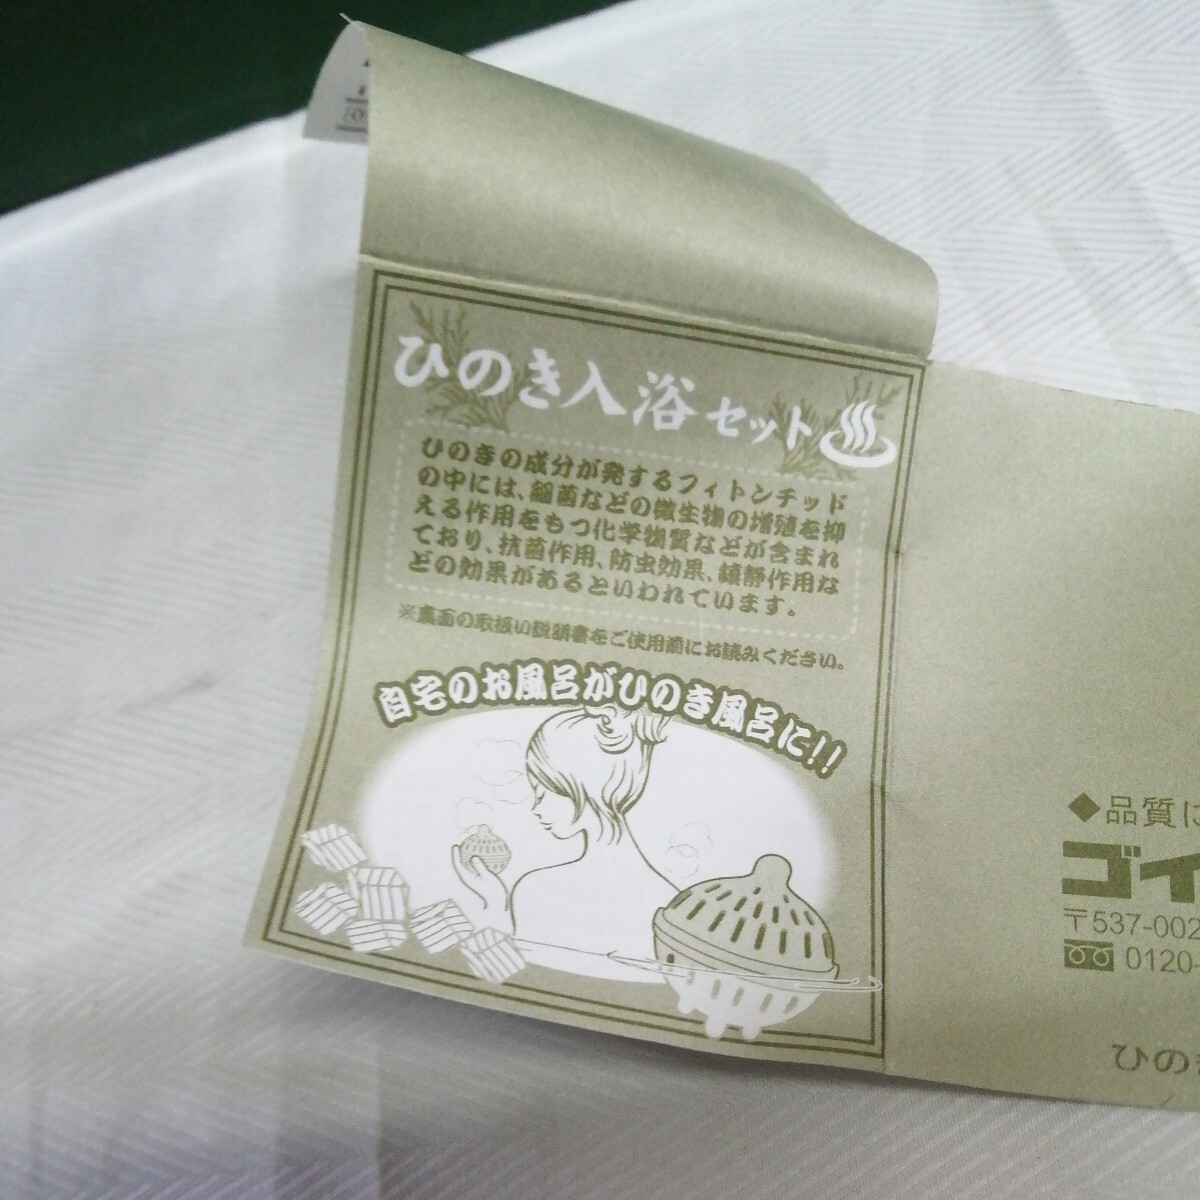 ひのき入浴セット
ひのきの成分が発するフィトンチッド
の中には、細菌などの微生物の増殖を抑
える作用をもつ化学物質などが含まれ
ており、抗菌作用、防虫効果、鎮静作用な
どの効果があるといわれています。
※裏面の取扱い説明書をご使用前にお読みください。
自宅のお風呂がひのき風呂に!!
◆品質に
ゴイ
〒537-002
0120-
ひの